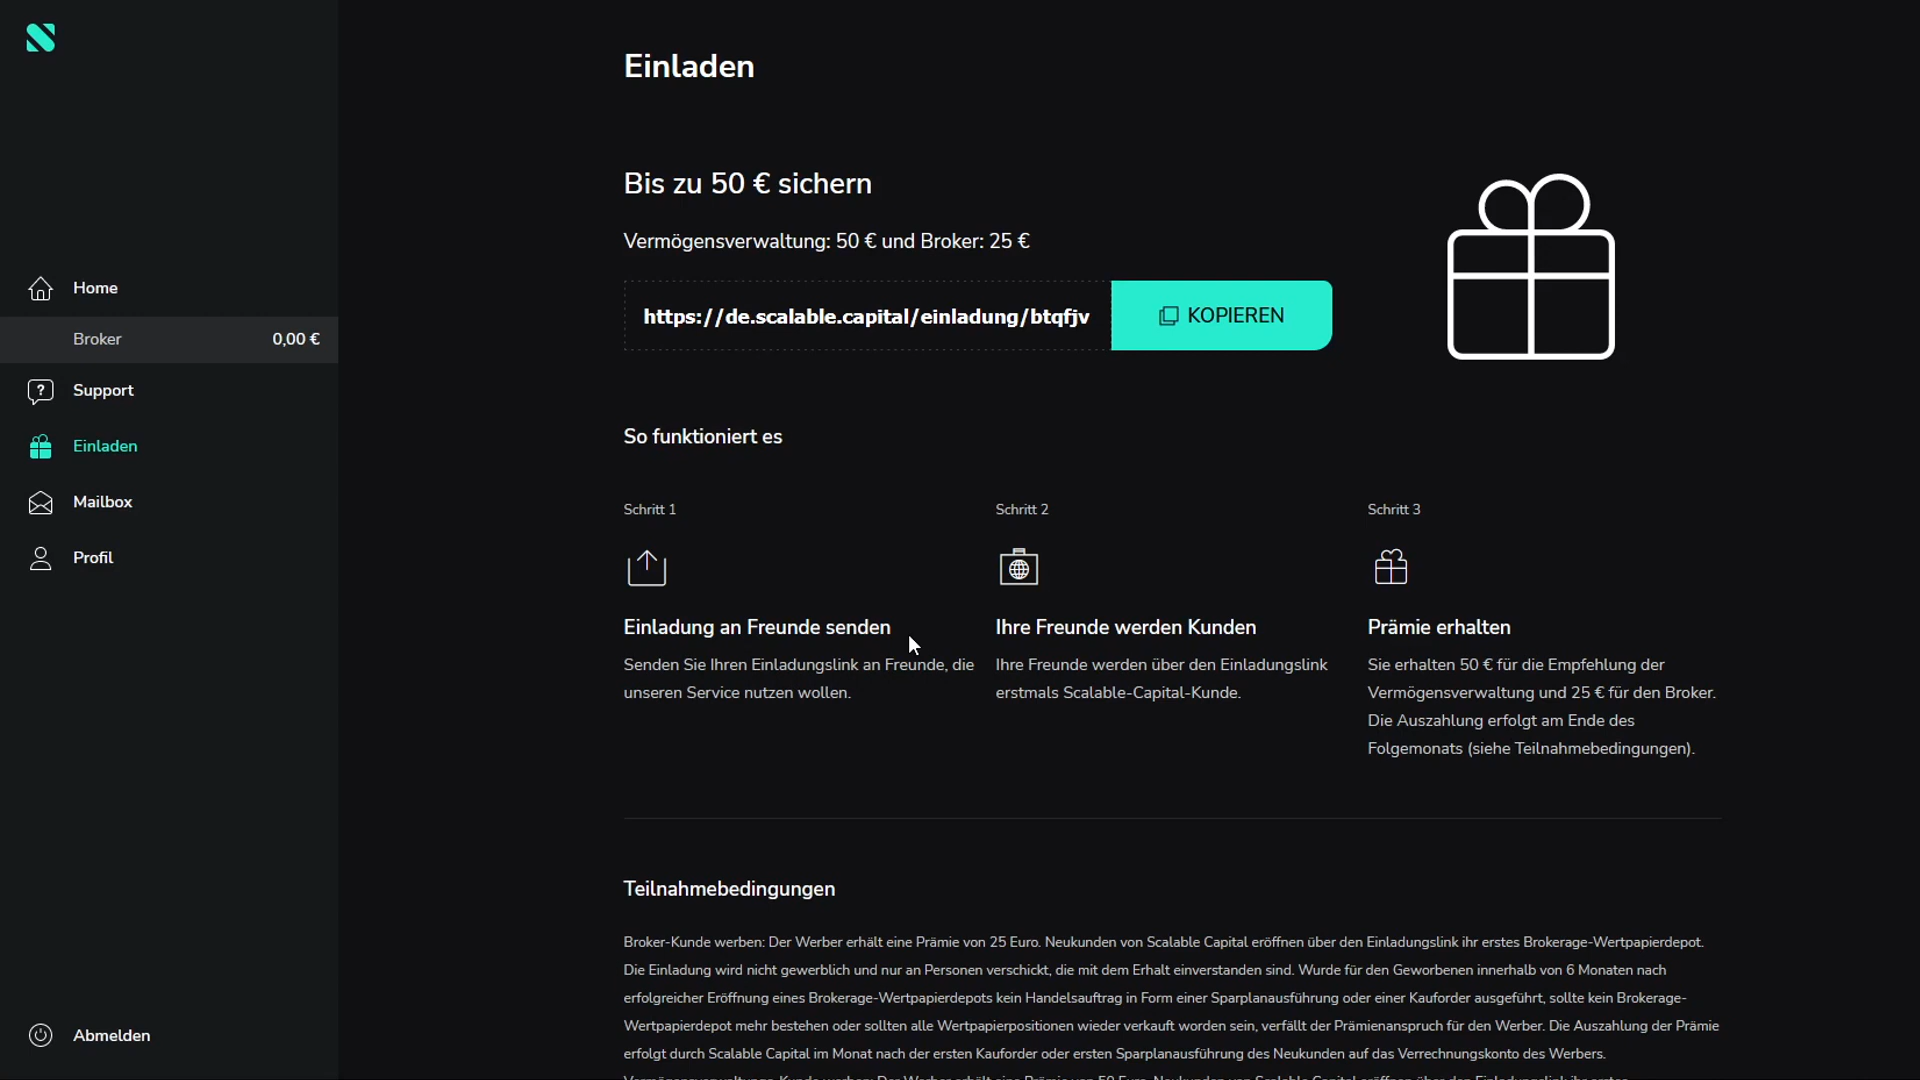 Einladen
Bis zu 50 € sichern
Vermögensverwaltung: 50 € und Broker: 25 €
https://de.scalable.capital/einladung/btqfjv
KOPIEREN
Home
Broker 0,00 €
Support
Einladen
Mailbox
Profil
Abmelden
So funktioniert es
Schritt 1
Einladung an Freunde senden
Senden Sie Ihren Einladungslink an Freunde, die
unseren Service nutzen wollen.
Schritt 2
Ihre Freunde werden Kunden
Ihre Freunde werden über den Einladungslink
erstmals Scalable-Capital-Kunde.
Schritt 3
Prämie erhalten
Sie erhalten 50 € für die Empfehlung der
Vermögensverwaltung und 25 € für den Broker.
Die Auszahlung erfolgt am Ende des
Folgemonats (siehe Teilnahmebedingungen).
Teilnahmebedingungen
Broker-Kunde werben: Der Werber erhält eine Prämie von 25 Euro. Neukunden von Scalable Capital eröffnen über den Einladungslink ihr erstes Brokerage-Wertpapierdepot.
Die Einladung wird nicht gewerblich und nur an Personen verschickt, die mit dem Erhalt einverstanden sind. Wurde für den Geworbenen innerhalb von 6 Monaten nach
erfolgreicher Eröffnung eines Brokerage-Wertpapierdepots kein Handelsauftrag in Form einer Sparplanausführung oder einer Kauforder ausgeführt, sollte kein Brokerage-
Wertpapierdepot mehr bestehen oder sollten alle Wertpapierpositionen wieder verkauft worden sein, verfällt der Prämienanspruch für den Werber. Die Auszahlung der Prämie
erfolgt durch Scalable Capital im Monat nach der ersten Kauforder oder ersten Sparplanausführung des Neukunden auf das Verrechnungskonto des Werbers.